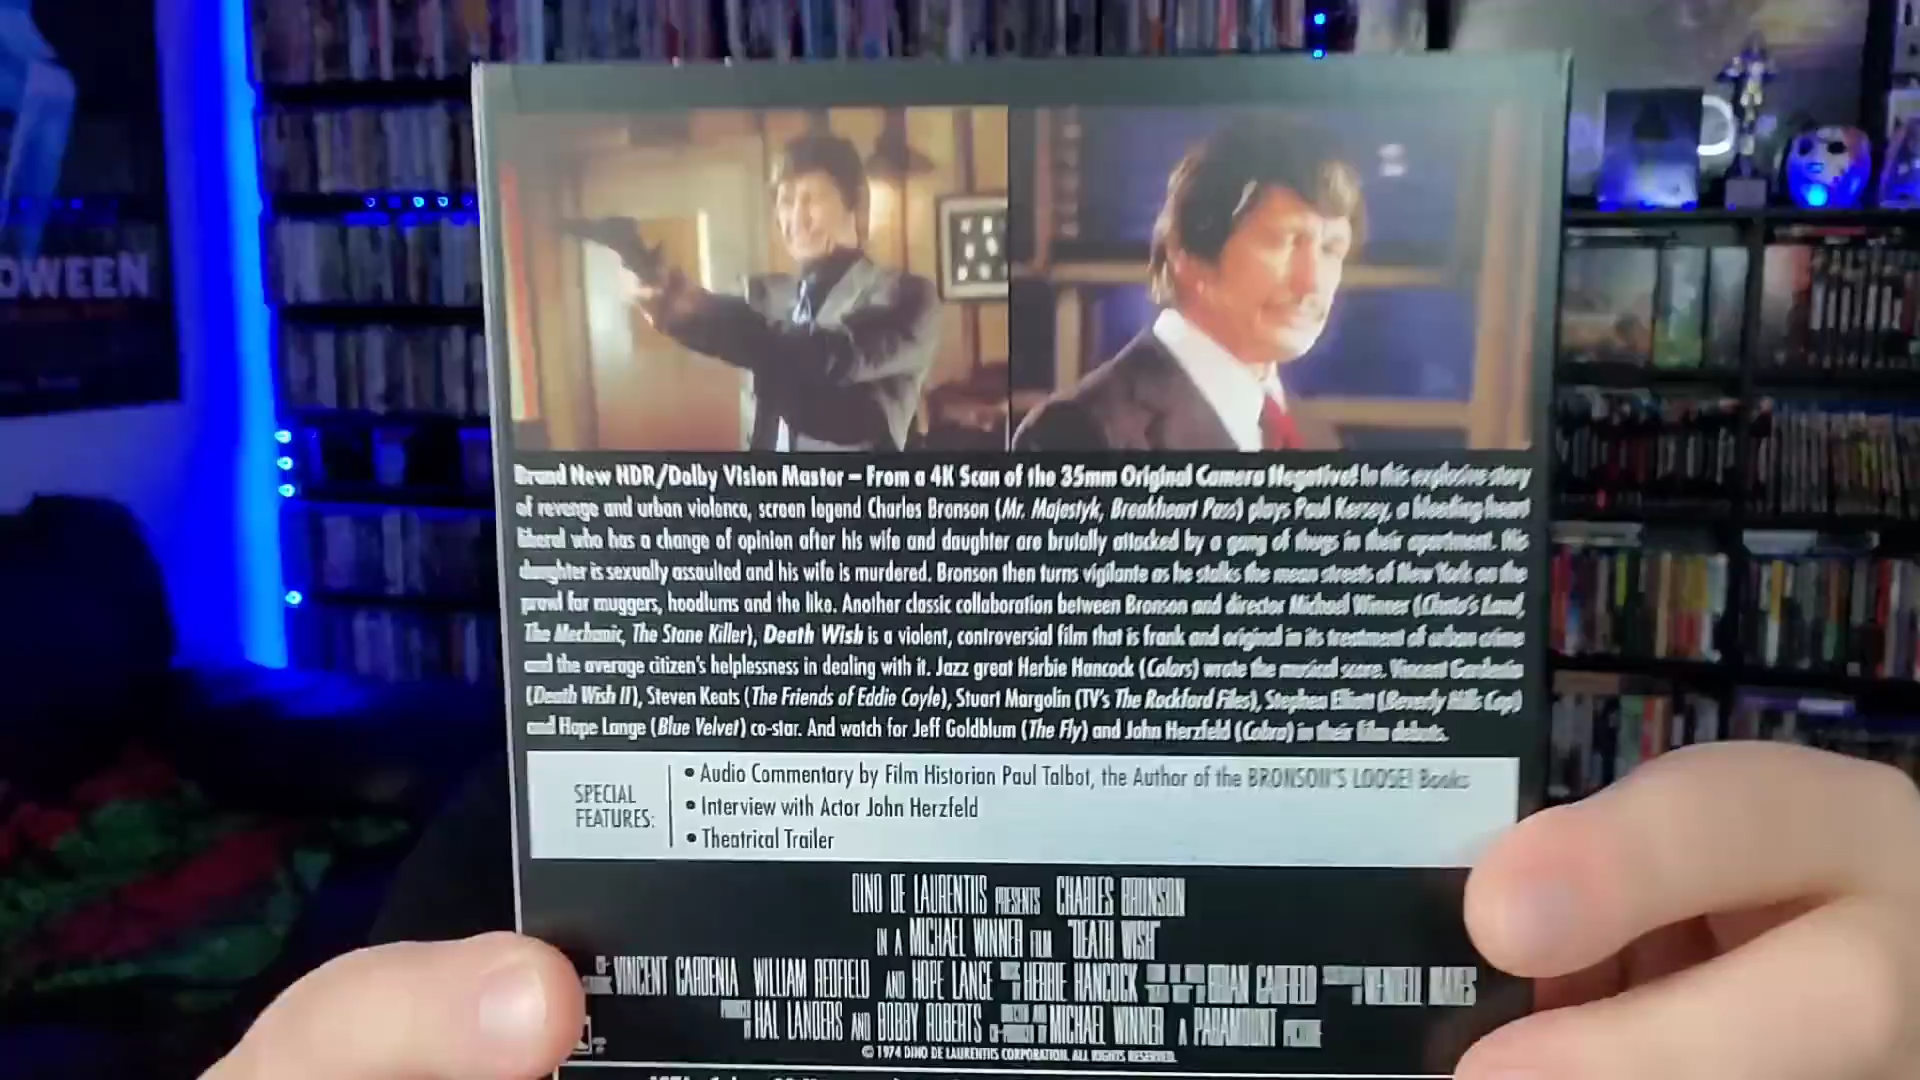 OWEEN
Brand New HDR/Dolby Vision Master – From a 4K Scan of the 35mm Original Camera Negative! In this explosive story
of revenge and urban violence, screen legend Charles Bronson (Mr. Majestyk, Breakheart Pass) plays Paul Kersey, a bleeding-heart
liberal who has a change of opinion after his wife and daughter are brutally attacked by a gang of thugs in their apartment. His
daughter is sexually assaulted and his wife is murdered. Bronson then turns vigilante as he stalks the mean streets of New York on the
prowl for muggers, hoodlums and the like. Another classic collaboration between Bronson and director Michael Winner (Chato's Land,
The Mechanic, The Stone Killer), Death Wish is a violent, controversial film that is frank and original in its treatment of urban crime
and the average citizen's helplessness in dealing with it. Jazz great Herbie Hancock (Colors) wrote the musical score. Vincent Gardenia
(Death Wish II), Steven Keats (The Friends of Eddie Coyle), Stuart Margolin (TV's The Rockford Files), Stephen Elliott (Beverly Hills Cop)
and Hope Lange (Blue Velvet) co-star. And watch for Jeff Goldblum (The Fly) and John Herzfeld (Cobra) in their film debuts.
SPECIAL
FEATURES:
• Audio Commentary by Film Historian Paul Talbot, the Author of the BRONSON'S LOOSE! Books
• Interview with Actor John Herzfeld
• Theatrical Trailer
DINO DE LAURENTIIS PRESENTS CHARLES BRONSON
IN A MICHAEL WINNER FILM "DEATH WISH"
VINCENT GARDENIA WILLIAM REDFIELD AND HOPE LANGE HERBIE HANCOCK BRIAN GARFIELD WENDELL MAYES
HAL LANDERS AND BOBBY ROBERTS MICHAEL WINNER A PARAMOUNT PICTURE
© 1974 DINO DE LAURENTIIS CORPORATION. ALL RIGHTS RESERVED.